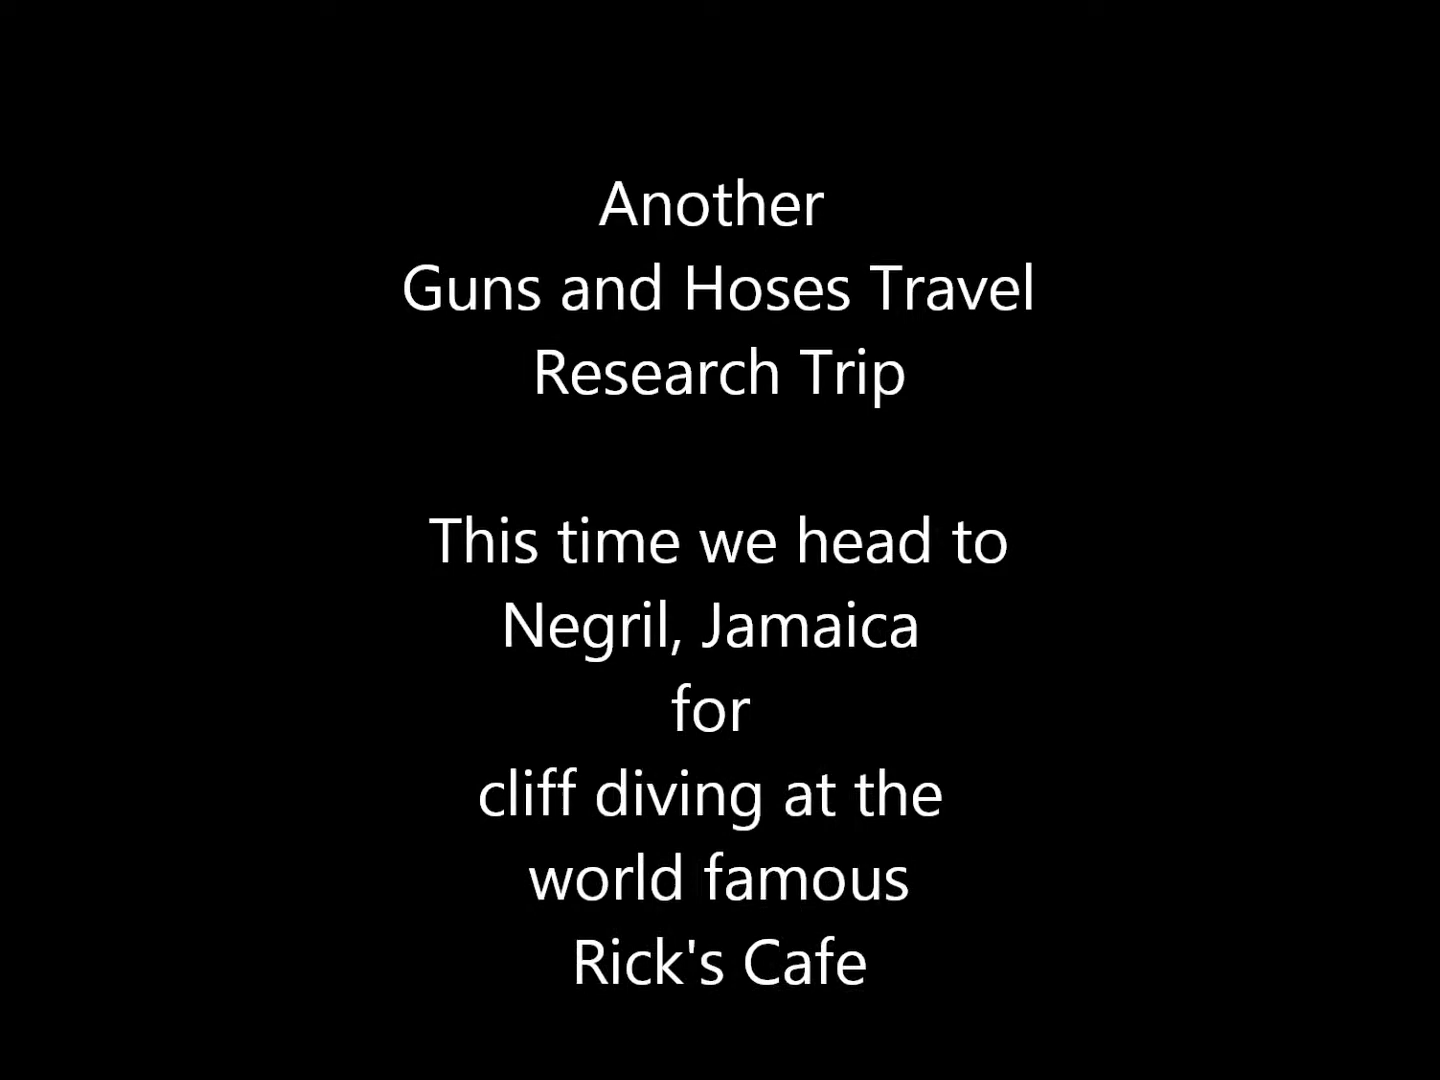 Another
Guns and Hoses Travel
Research Trip
This time we head to
Negril, Jamaica
for
cliff diving at the
world famous
Rick's Cafe